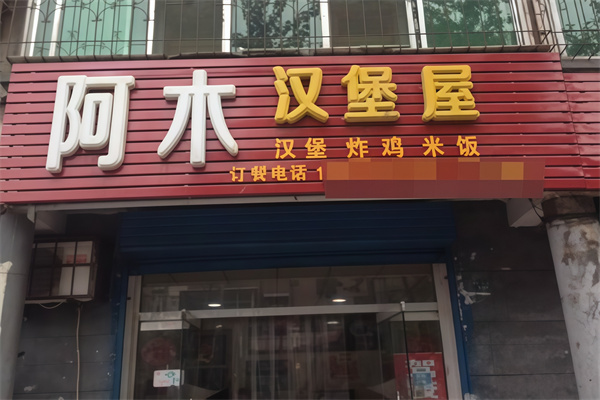 阿木汉堡屋
汉堡 炸鸡 米饭
订餐电话 1